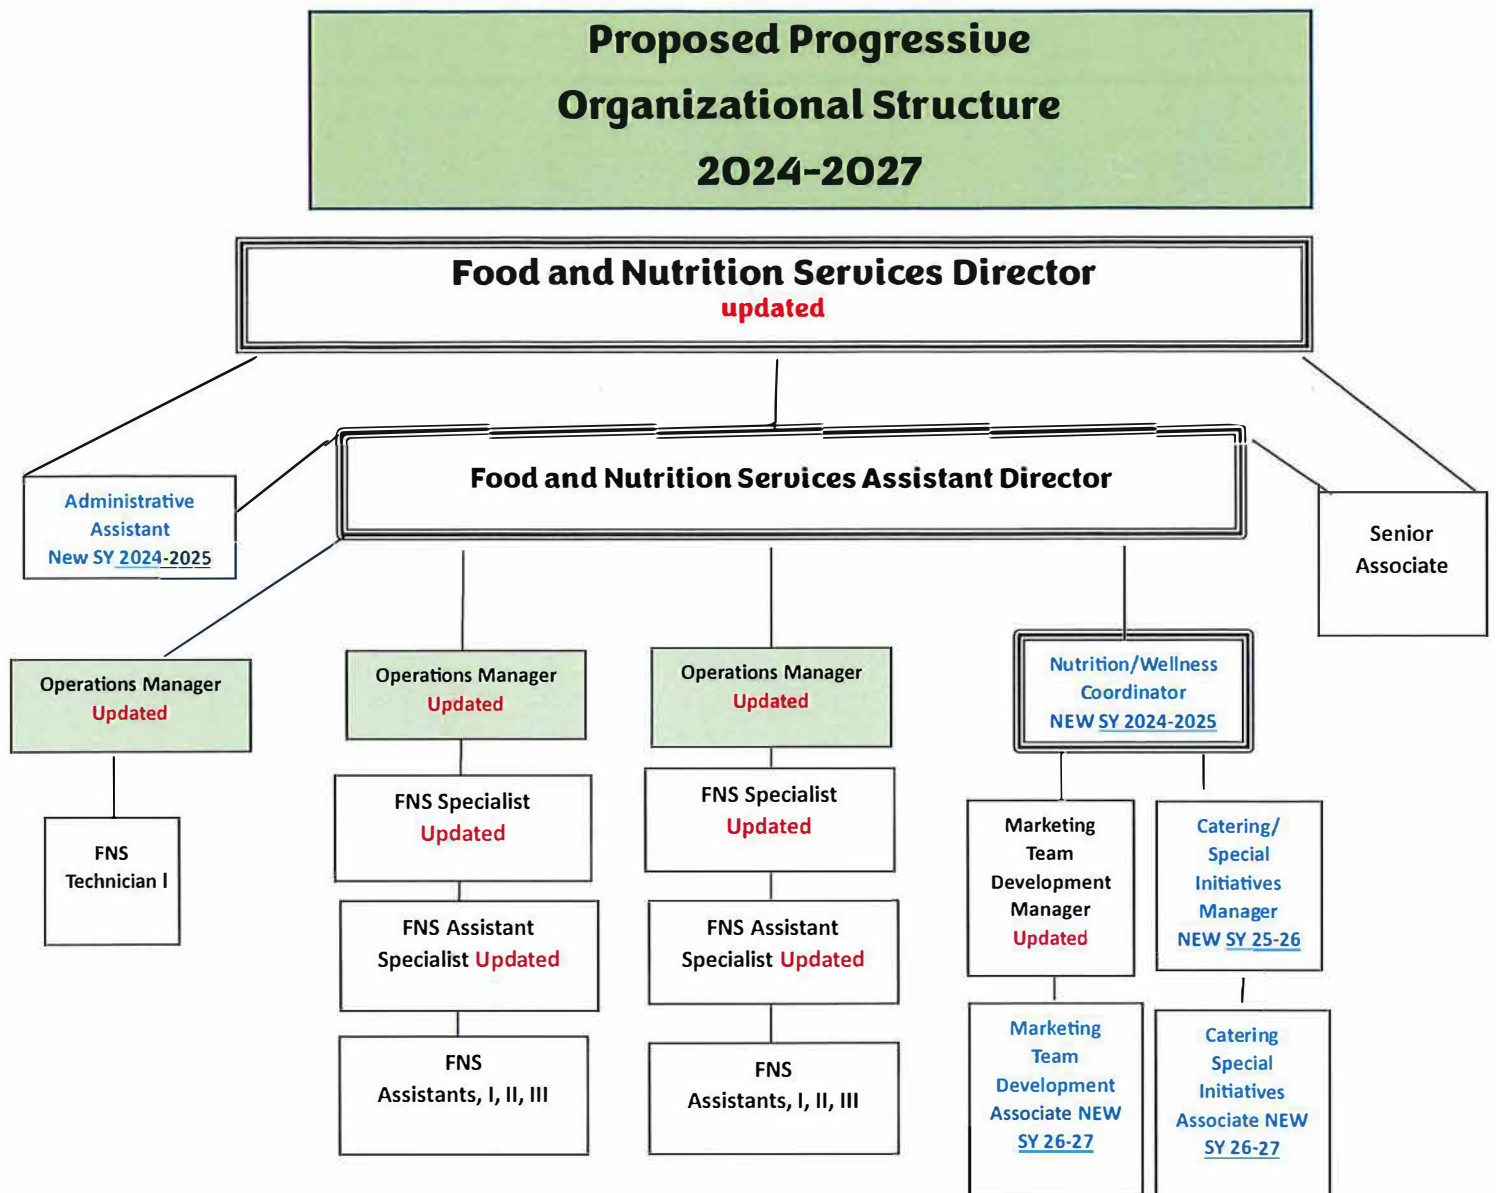 Proposed Progressive
Organizational Structure
2024-2027
Food and Nutrition Services Director
updated
Food and Nutrition Services Assistant Director
Administrative
Assistant
New SY 2024-2025
Senior
Associate
Operations Manager
Updated
FNS
Technician I
Operations Manager
Updated
FNS Specialist
Updated
FNS Assistant
Specialist Updated
FNS
Assistants, I, II, III
Operations Manager
Updated
FNS Specialist
Updated
FNS Assistant
Specialist Updated
FNS
Assistants, I, II, III
Nutrition/Wellness
Coordinator
NEW SY 2024-2025
Marketing
Team
Development
Manager
Updated
Marketing
Team
Development
Associate NEW
SY 26-27
Catering/
Special
Initiatives
Manager
NEW SY 25-26
Catering
Special
Initiatives
Associate NEW
SY 26-27